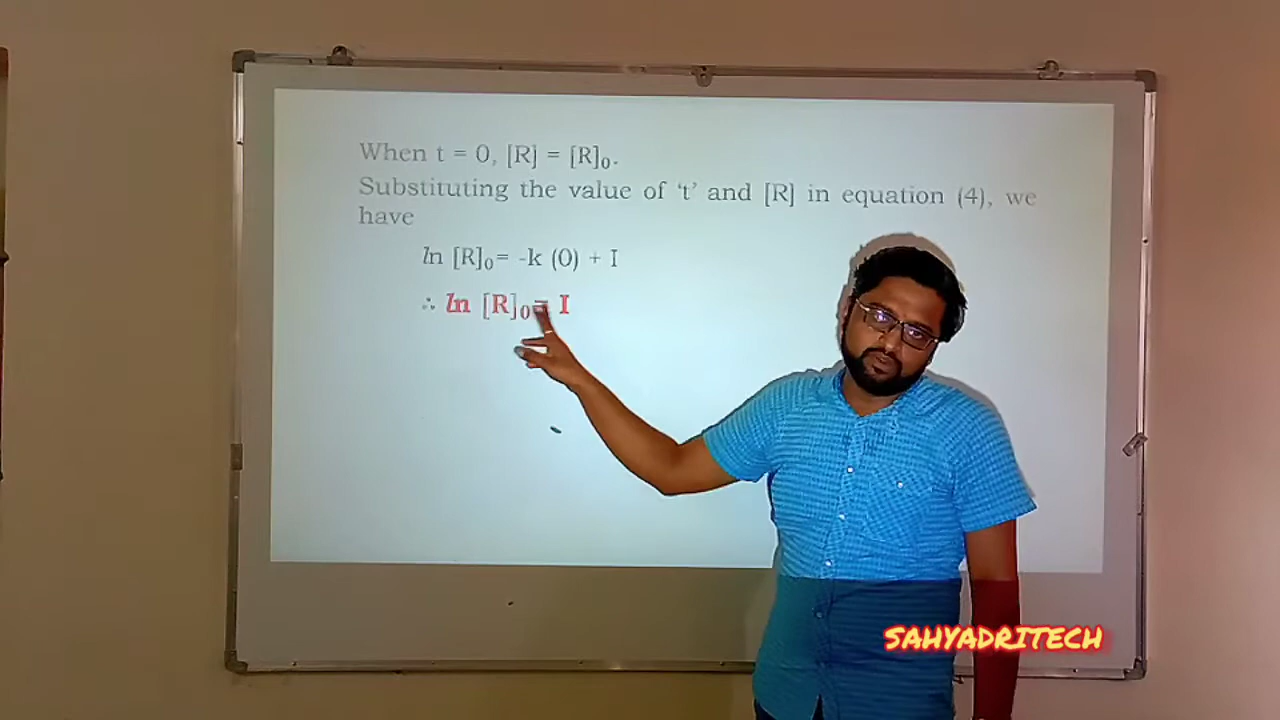 When t = 0, [R] = [R]₀.
Substituting the value of ‘t’ and [R] in equation (4), we
have
ln [R]₀= -k (0) + I
∴ ln [R]₀= I
SAHYADRITECH